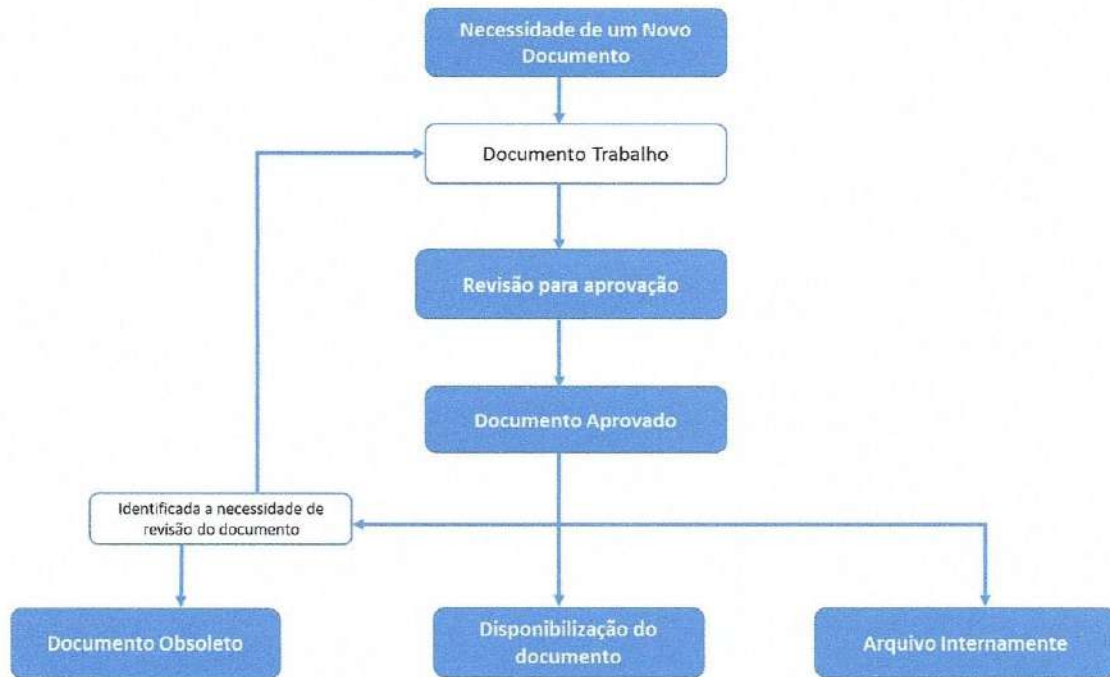 Necessidade de um Novo
Documento
Documento Trabalho
Revisão para aprovação
Documento Aprovado
Identificada a necessidade de
revisão do documento
Documento Obsoleto
Disponibilização do
documento
Arquivo Internamente